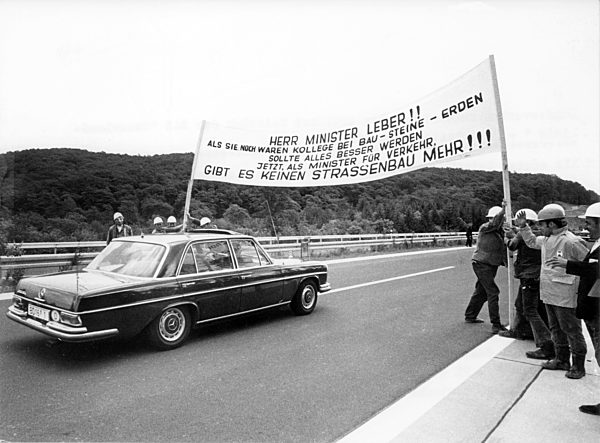 HERR MINISTER LEBER!!
ALS SIE NOCH WAREN KOLLEGE BEI BAU-STEINE-ERDEN
SOLLTE ALLES BESSER WERDEN
JETZT, ALS MINISTER FÜR VERKEHR,
GIBT ES KEINEN STRASSENBAU MEHR!!!